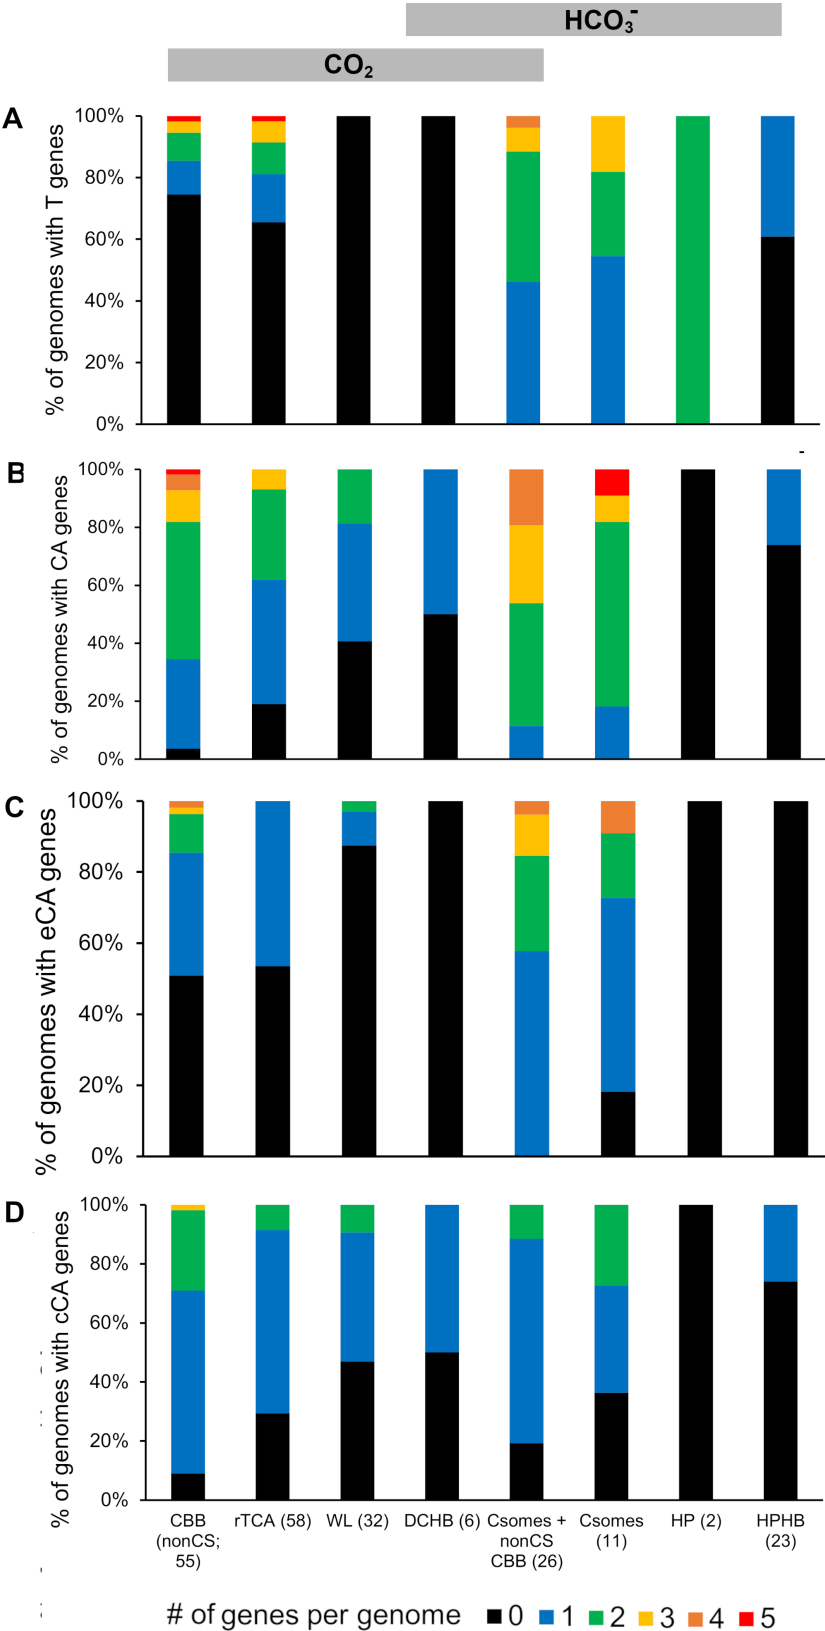 HCO₃⁻
CO₂
A
% of genomes with T genes
100%
80%
60%
40%
20%
0%
B
% of genomes with CA genes
100%
80%
60%
40%
20%
0%
C
% of genomes with eCA genes
100%
80%
60%
40%
20%
0%
D
% of genomes with cCA genes
100%
80%
60%
40%
20%
0%
CBB
(nonCS;
55)
rTCA (58)
WL (32)
DCHB (6)
Csomes +
nonCS
CBB (26)
Csomes
(11)
HP (2)
HPHB
(23)
# of genes per genome 0 1 2 3 4 5